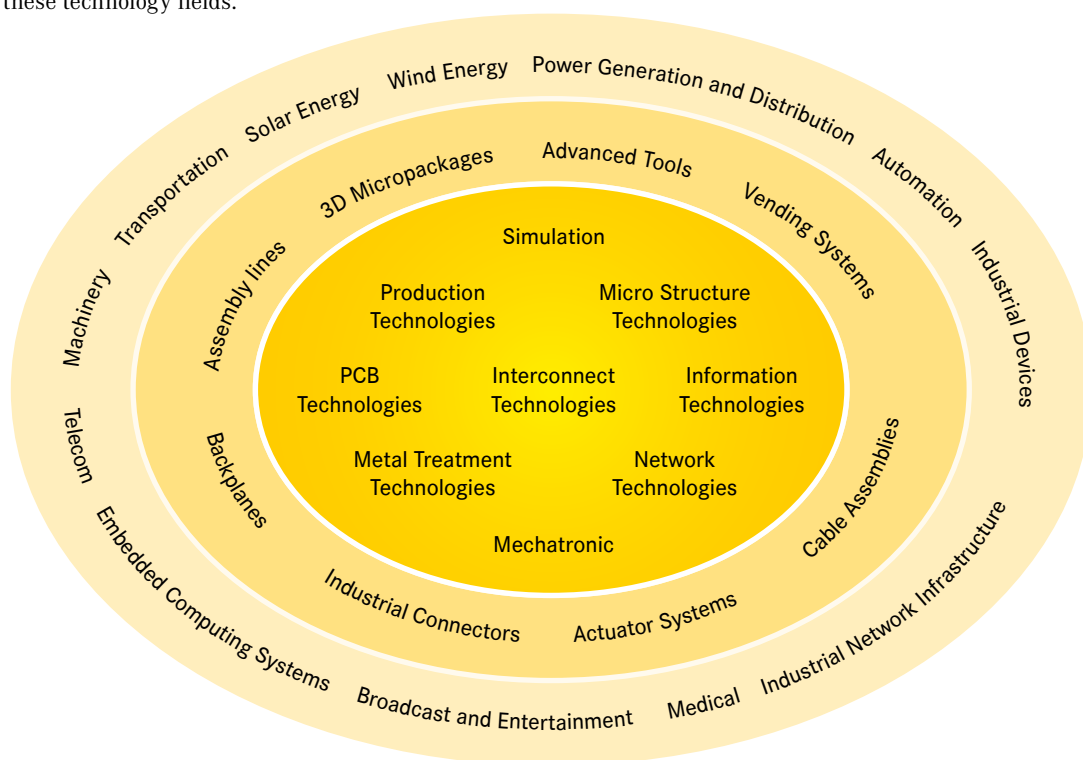 these technology fields.
Wind Energy
Power Generation and Distribution
Solar Energy
Automation
Transportation
Industrial Devices
Machinery
Telecom
Embedded Computing Systems
Broadcast and Entertainment
Medical
Industrial Network Infrastructure
3D Micropackages
Advanced Tools
Vending Systems
Assembly lines
Backplanes
Industrial Connectors
Actuator Systems
Cable Assemblies
Simulation
Production
Technologies
Micro Structure
Technologies
PCB
Technologies
Interconnect
Technologies
Information
Technologies
Metal Treatment
Technologies
Network
Technologies
Mechatronic